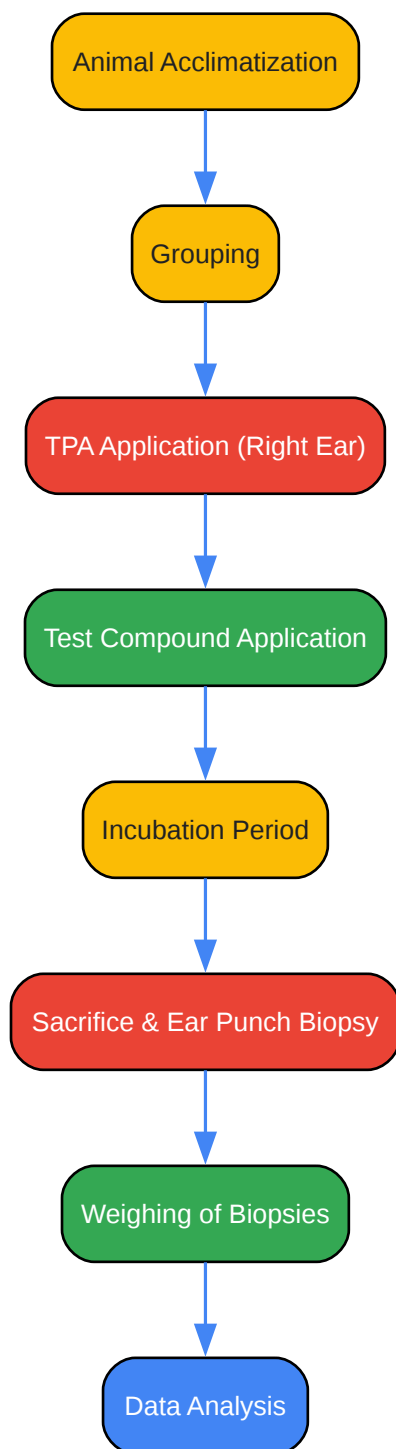 Animal Acclimatization
Grouping
TPA Application (Right Ear)
Test Compound Application
Incubation Period
Sacrifice & Ear Punch Biopsy
Weighing of Biopsies
Data Analysis